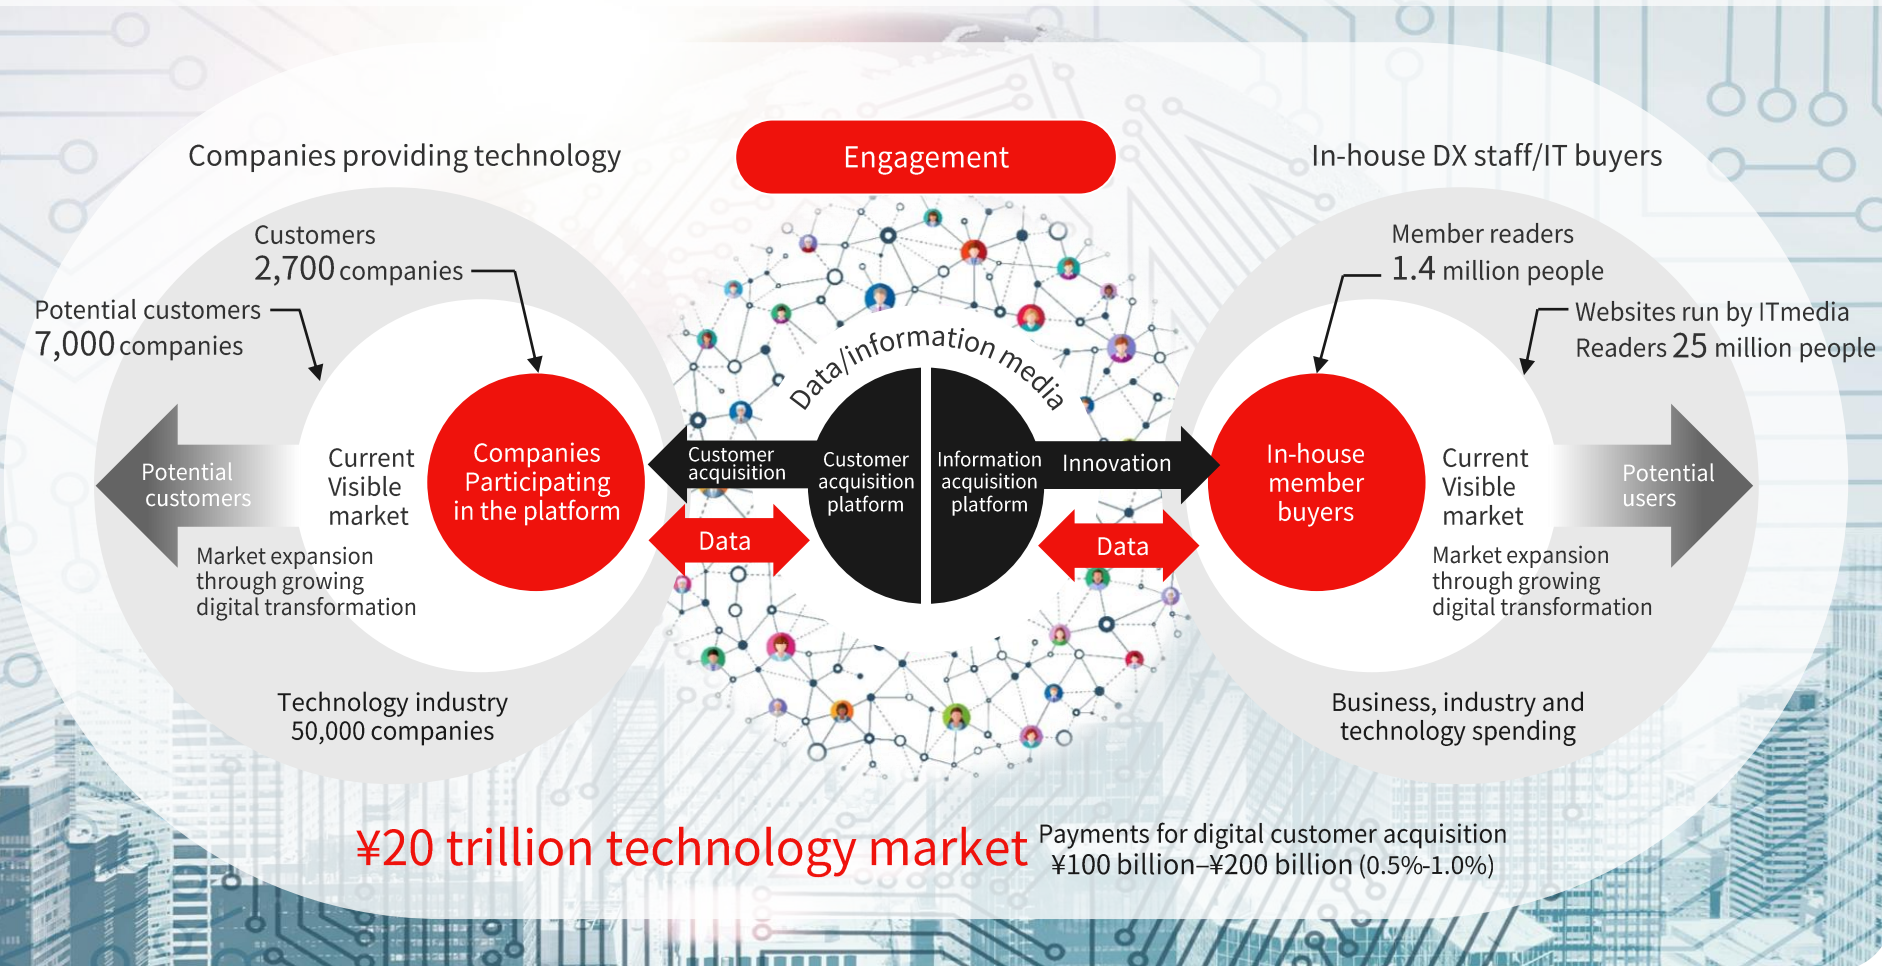 Engagement
Companies providing technology
In-house DX staff/IT buyers
Customers
2,700 companies
Potential customers
7,000 companies
Member readers
1.4 million people
Websites run by ITmedia
Readers 25 million people
Data/information media
Potential
customers
Current
Visible
market
Companies
Participating
in the platform
Customer
acquisition
Customer
acquisition
platform
Information
acquisition
platform
Innovation
In-house
member
buyers
Current
Visible
market
Potential
users
Data
Data
Market expansion
through growing
digital transformation
Market expansion
through growing
digital transformation
Technology industry
50,000 companies
Business, industry and
technology spending
¥20 trillion technology market
Payments for digital customer acquisition
¥100 billion–¥200 billion (0.5%-1.0%)